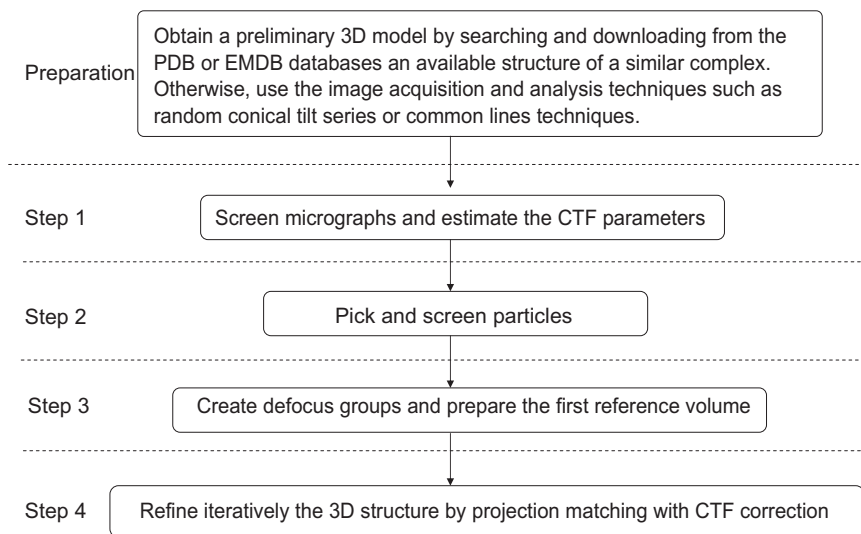 Preparation
Obtain a preliminary 3D model by searching and downloading from the
PDB or EMDB databases an available structure of a similar complex.
Otherwise, use the image acquisition and analysis techniques such as
random conical tilt series or common lines techniques.
Step 1
Screen micrographs and estimate the CTF parameters
Step 2
Pick and screen particles
Step 3
Create defocus groups and prepare the first reference volume
Step 4
Refine iteratively the 3D structure by projection matching with CTF correction